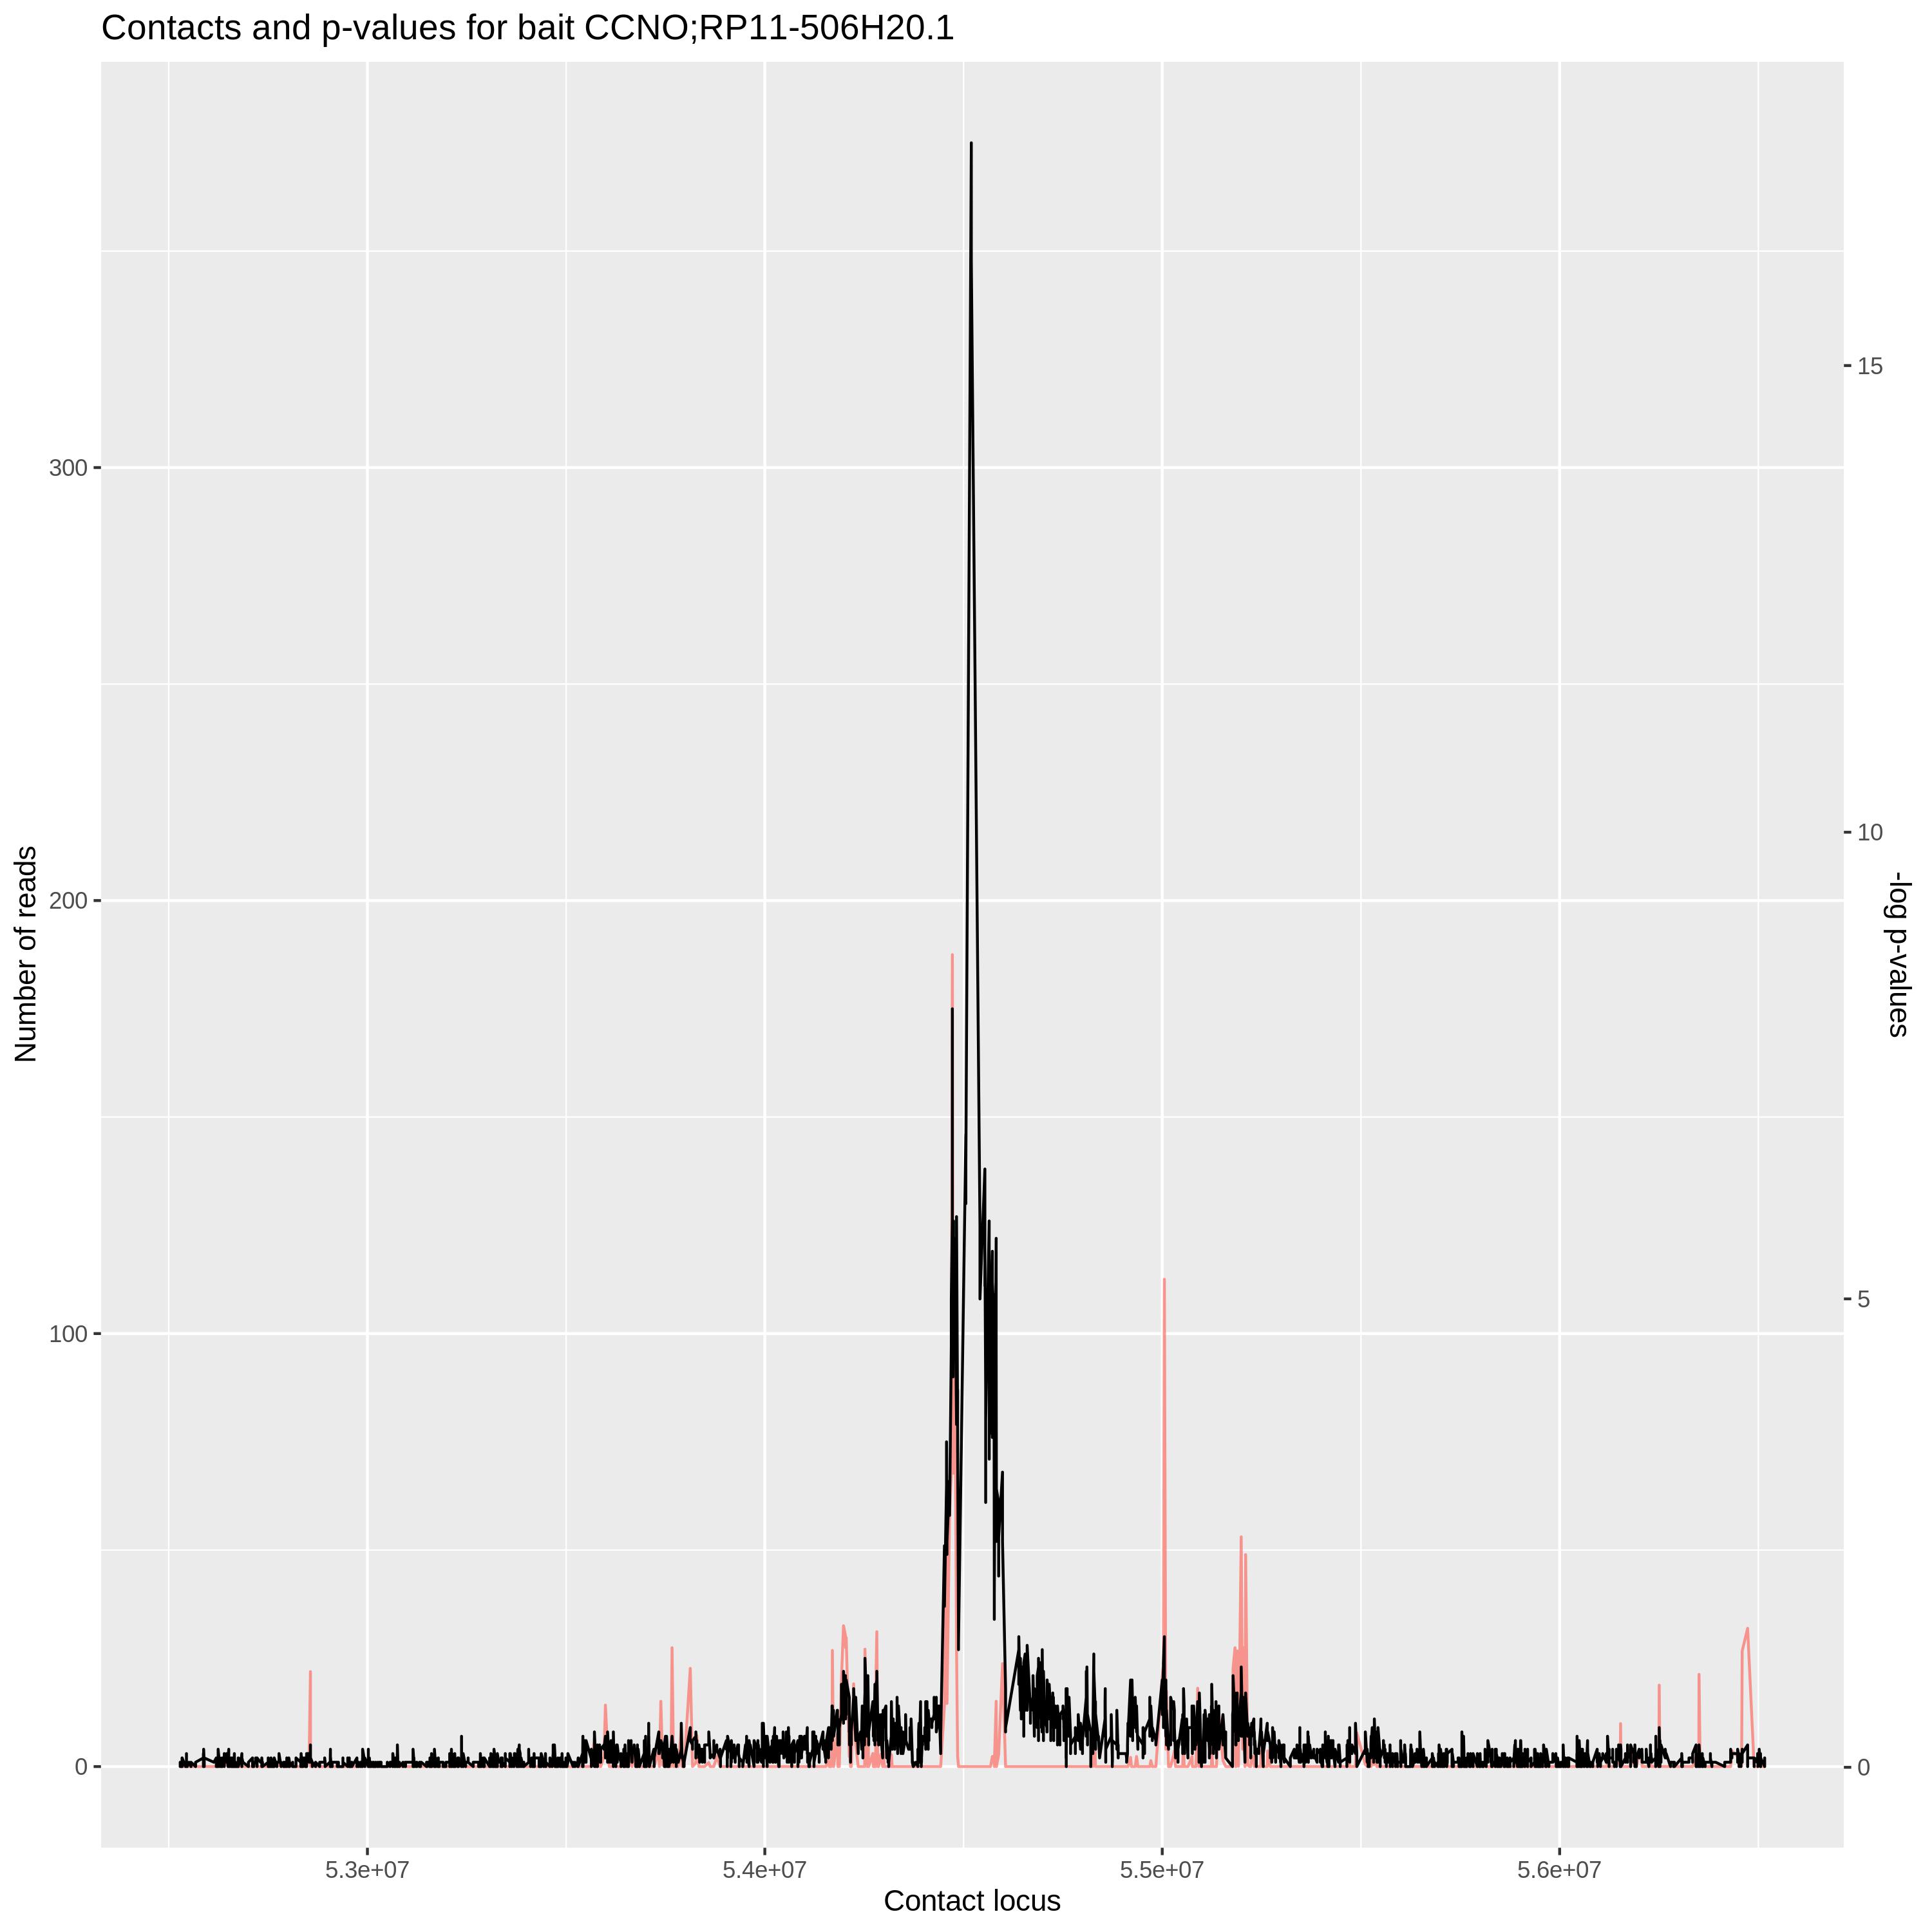 Contacts and p-values for bait CCNO;RP11-506H20.1
Number of reads
300
200
100
0
15
10
5
0
-log p-values
5.3e+07
5.4e+07
5.5e+07
5.6e+07
Contact locus